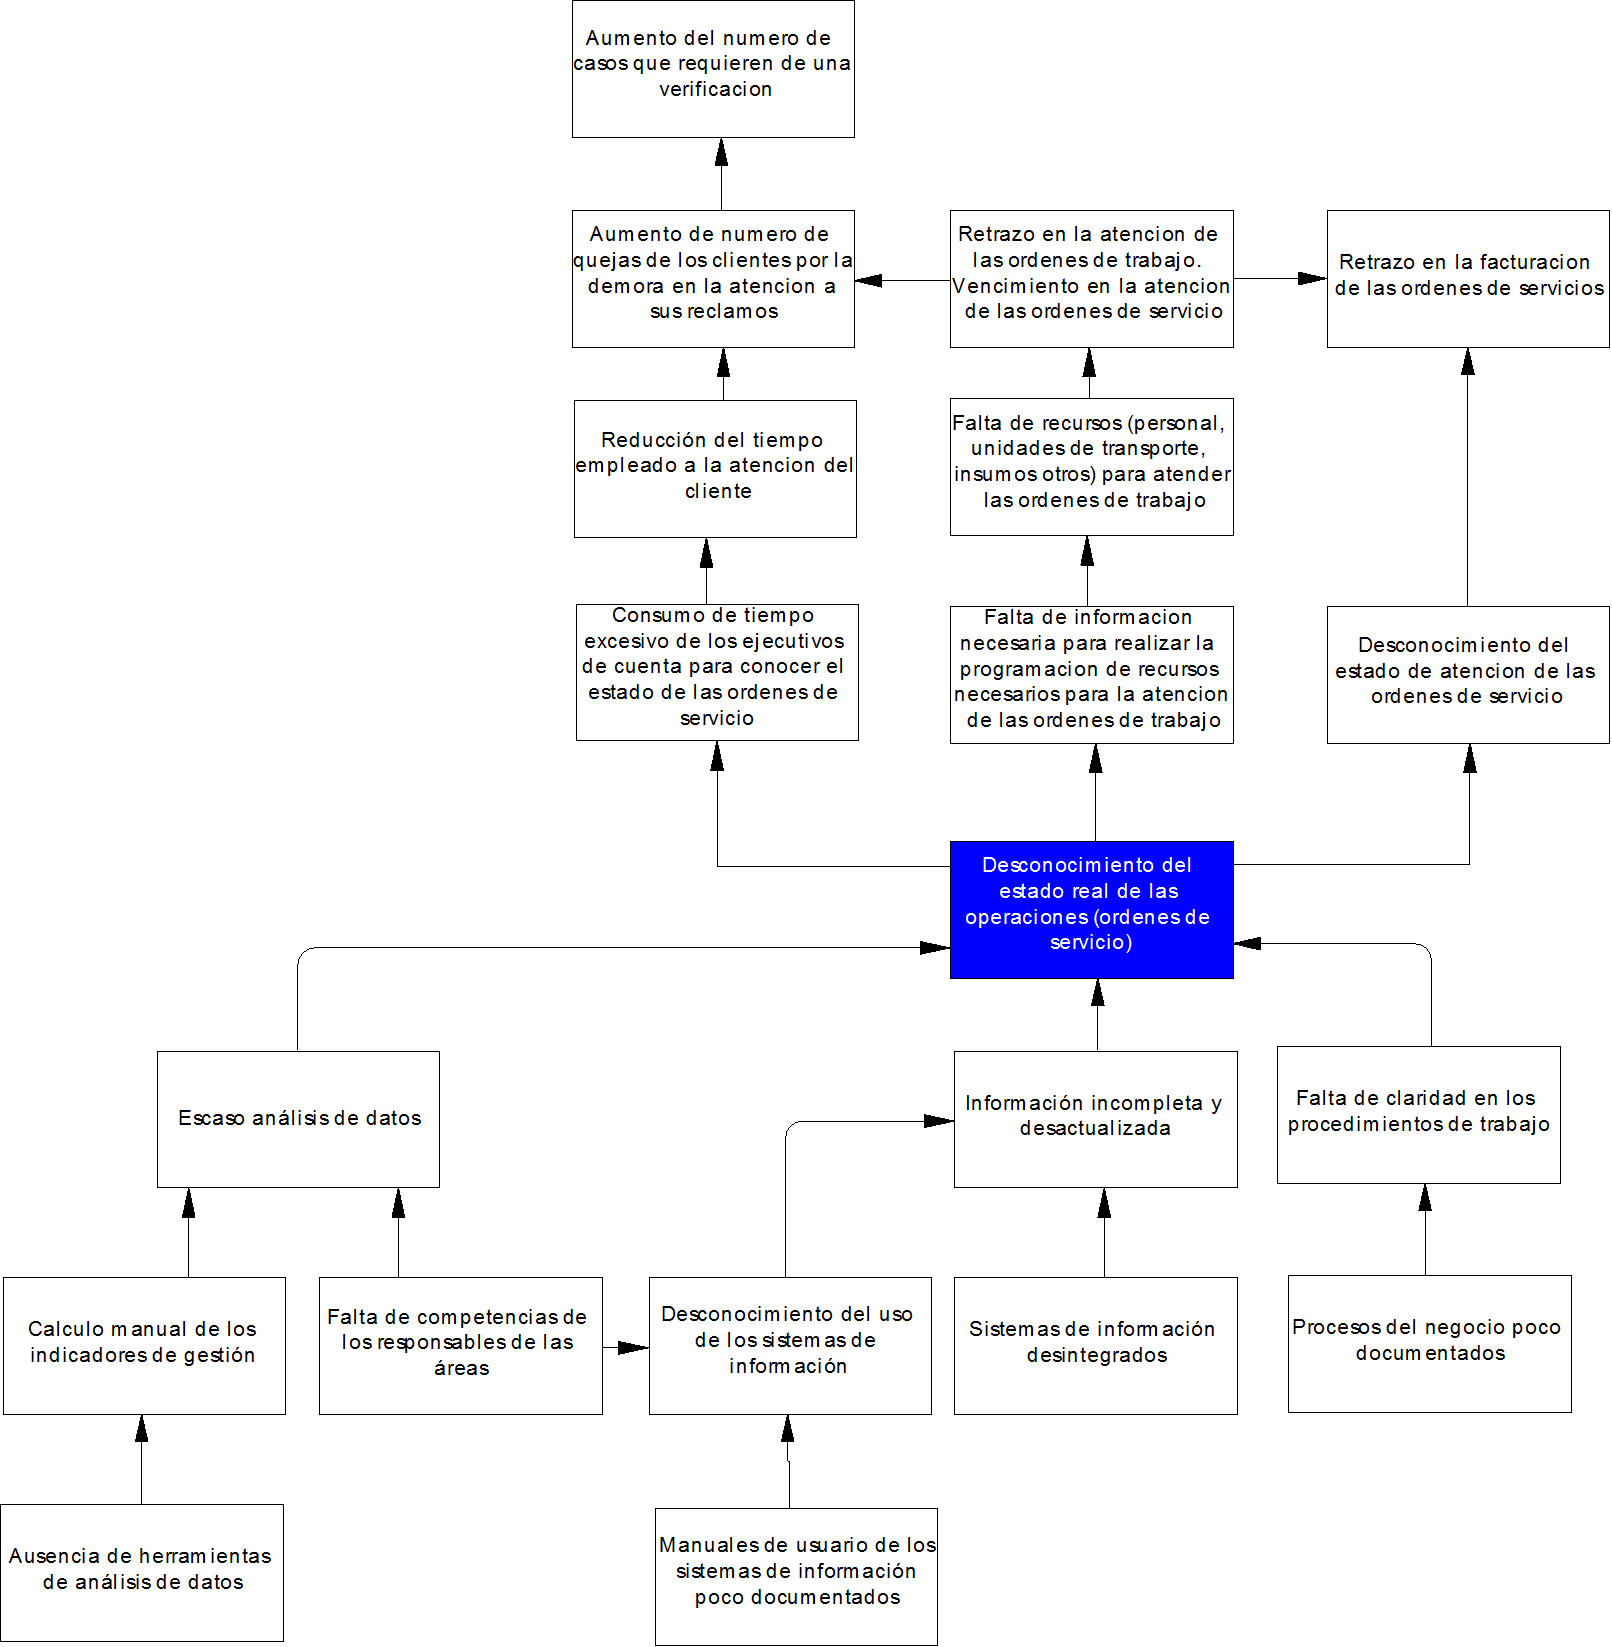 Aumento del numero de
casos que requieren de una
verificacion
Aumento de numero de
quejas de los clientes por la
demora en la atencion a
sus reclamos
Retrazo en la atencion de
las ordenes de trabajo.
Vencimiento en la atencion
de las ordenes de servicio
Retrazo en la facturacion
de las ordenes de servicios
Reducción del tiempo
empleado a la atencion del
cliente
Falta de recursos (personal,
unidades de transporte,
insumos otros) para atender
las ordenes de trabajo
Consumo de tiempo
excesivo de los ejecutivos
de cuenta para conocer el
estado de las ordenes de
servicio
Falta de informacion
necesaria para realizar la
programacion de recursos
necesarios para la atencion
de las ordenes de trabajo
Desconocimiento del
estado de atencion de las
ordenes de servicio
Desconocimiento del
estado real de las
operaciones (ordenes de
servicio)
Escaso análisis de datos
Información incompleta y
desactualizada
Falta de claridad en los
procedimientos de trabajo
Calculo manual de los
indicadores de gestión
Falta de competencias de
los responsables de las
áreas
Desconocimiento del uso
de los sistemas de
información
Sistemas de información
desintegrados
Procesos del negocio poco
documentados
Ausencia de herramientas
de análisis de datos
Manuales de usuario de los
sistemas de información
poco documentados